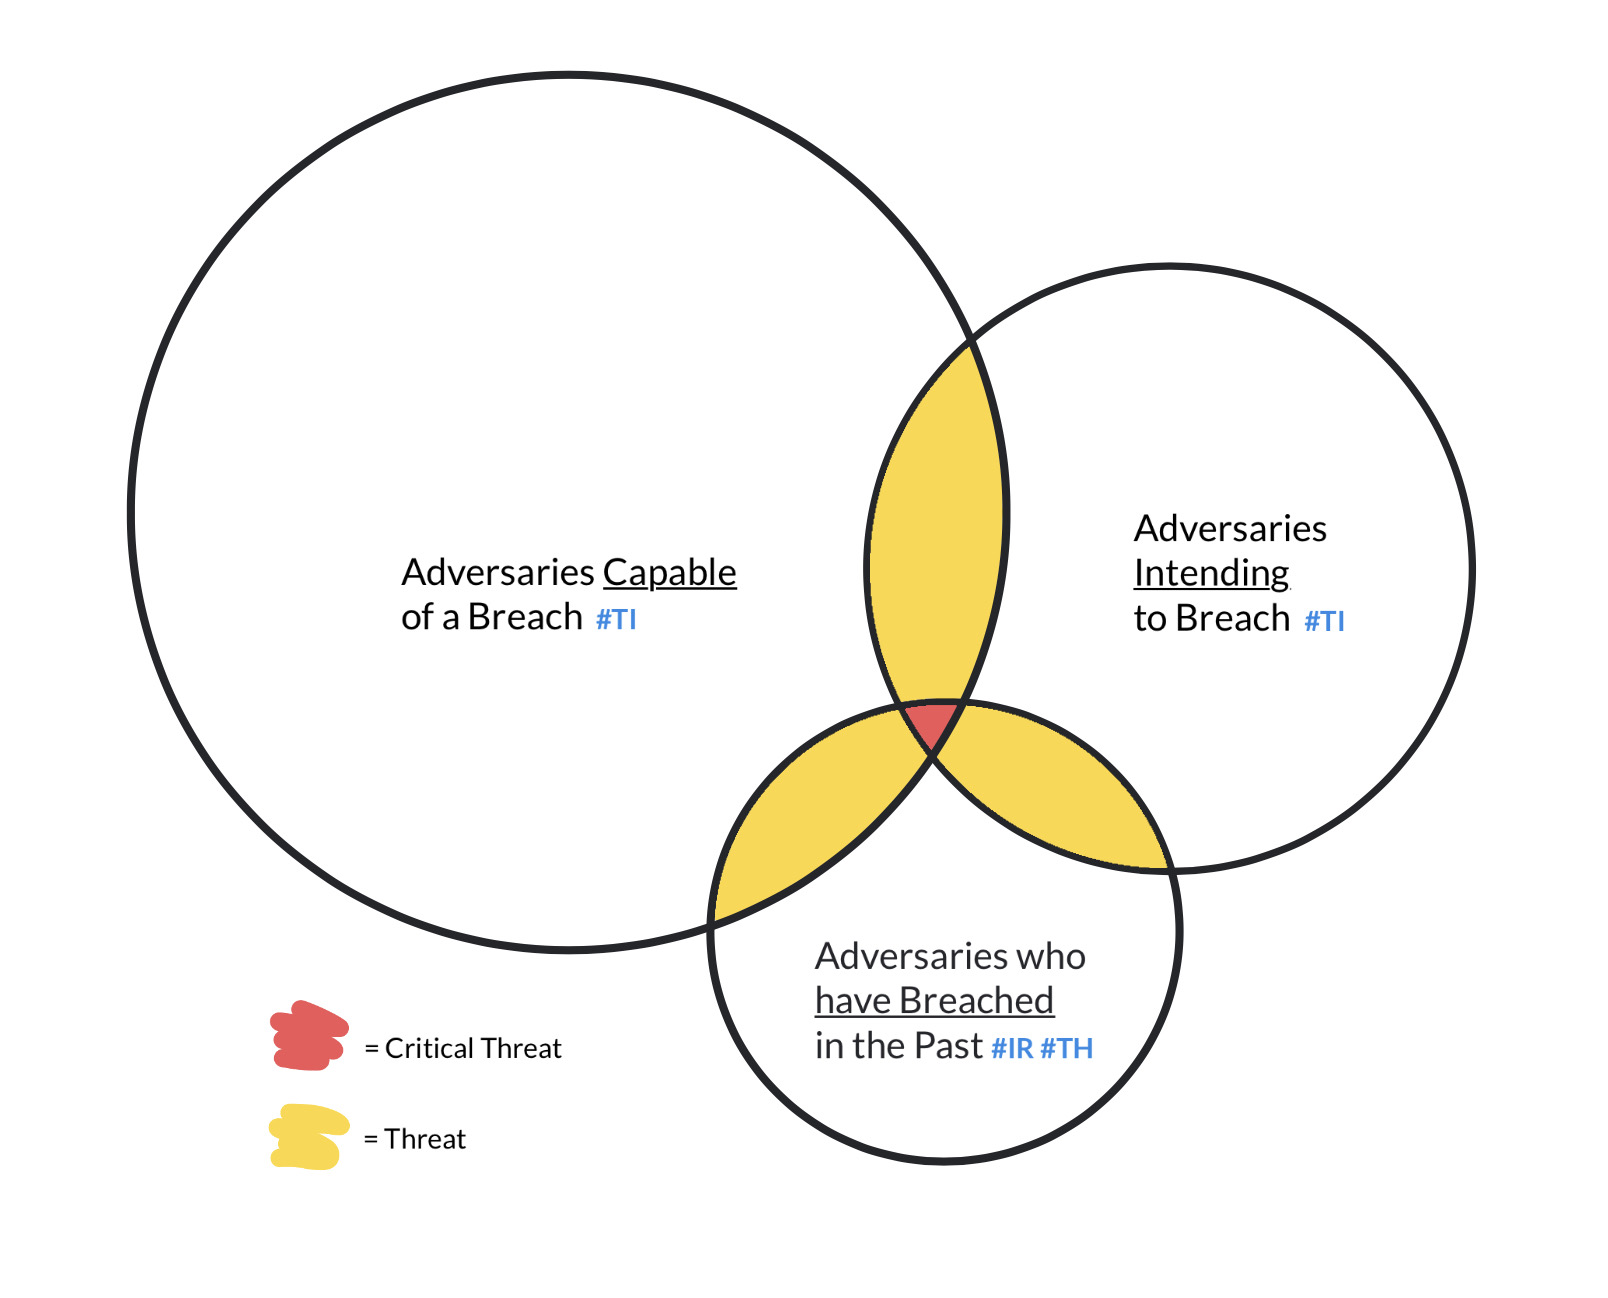 Adversaries Capable
of a Breach #TI
Adversaries
Intending
to Breach #TI
Adversaries who
have Breached
in the Past #IR #TH
= Critical Threat
= Threat